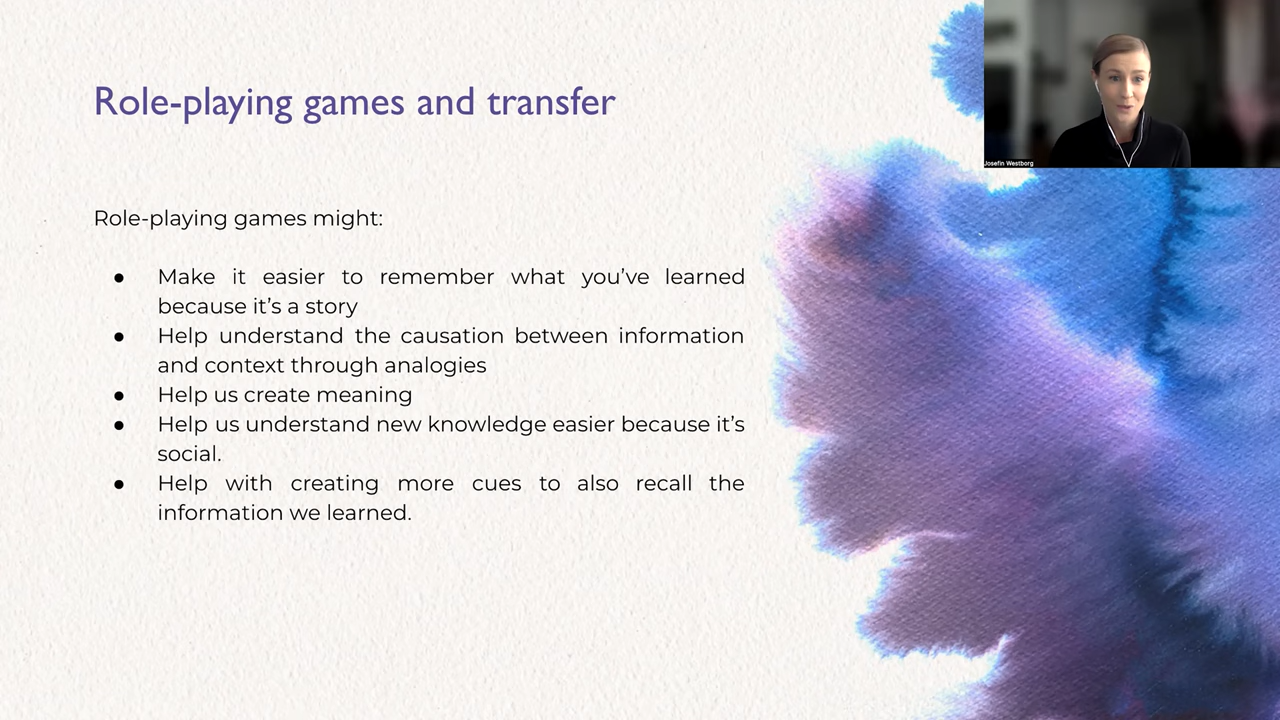 Role-playing games and transfer
Josefin Westborg
Role-playing games might:
● Make it easier to remember what you’ve learned
because it’s a story
● Help understand the causation between information
and context through analogies
● Help us create meaning
● Help us understand new knowledge easier because it’s
social.
● Help with creating more cues to also recall the
information we learned.